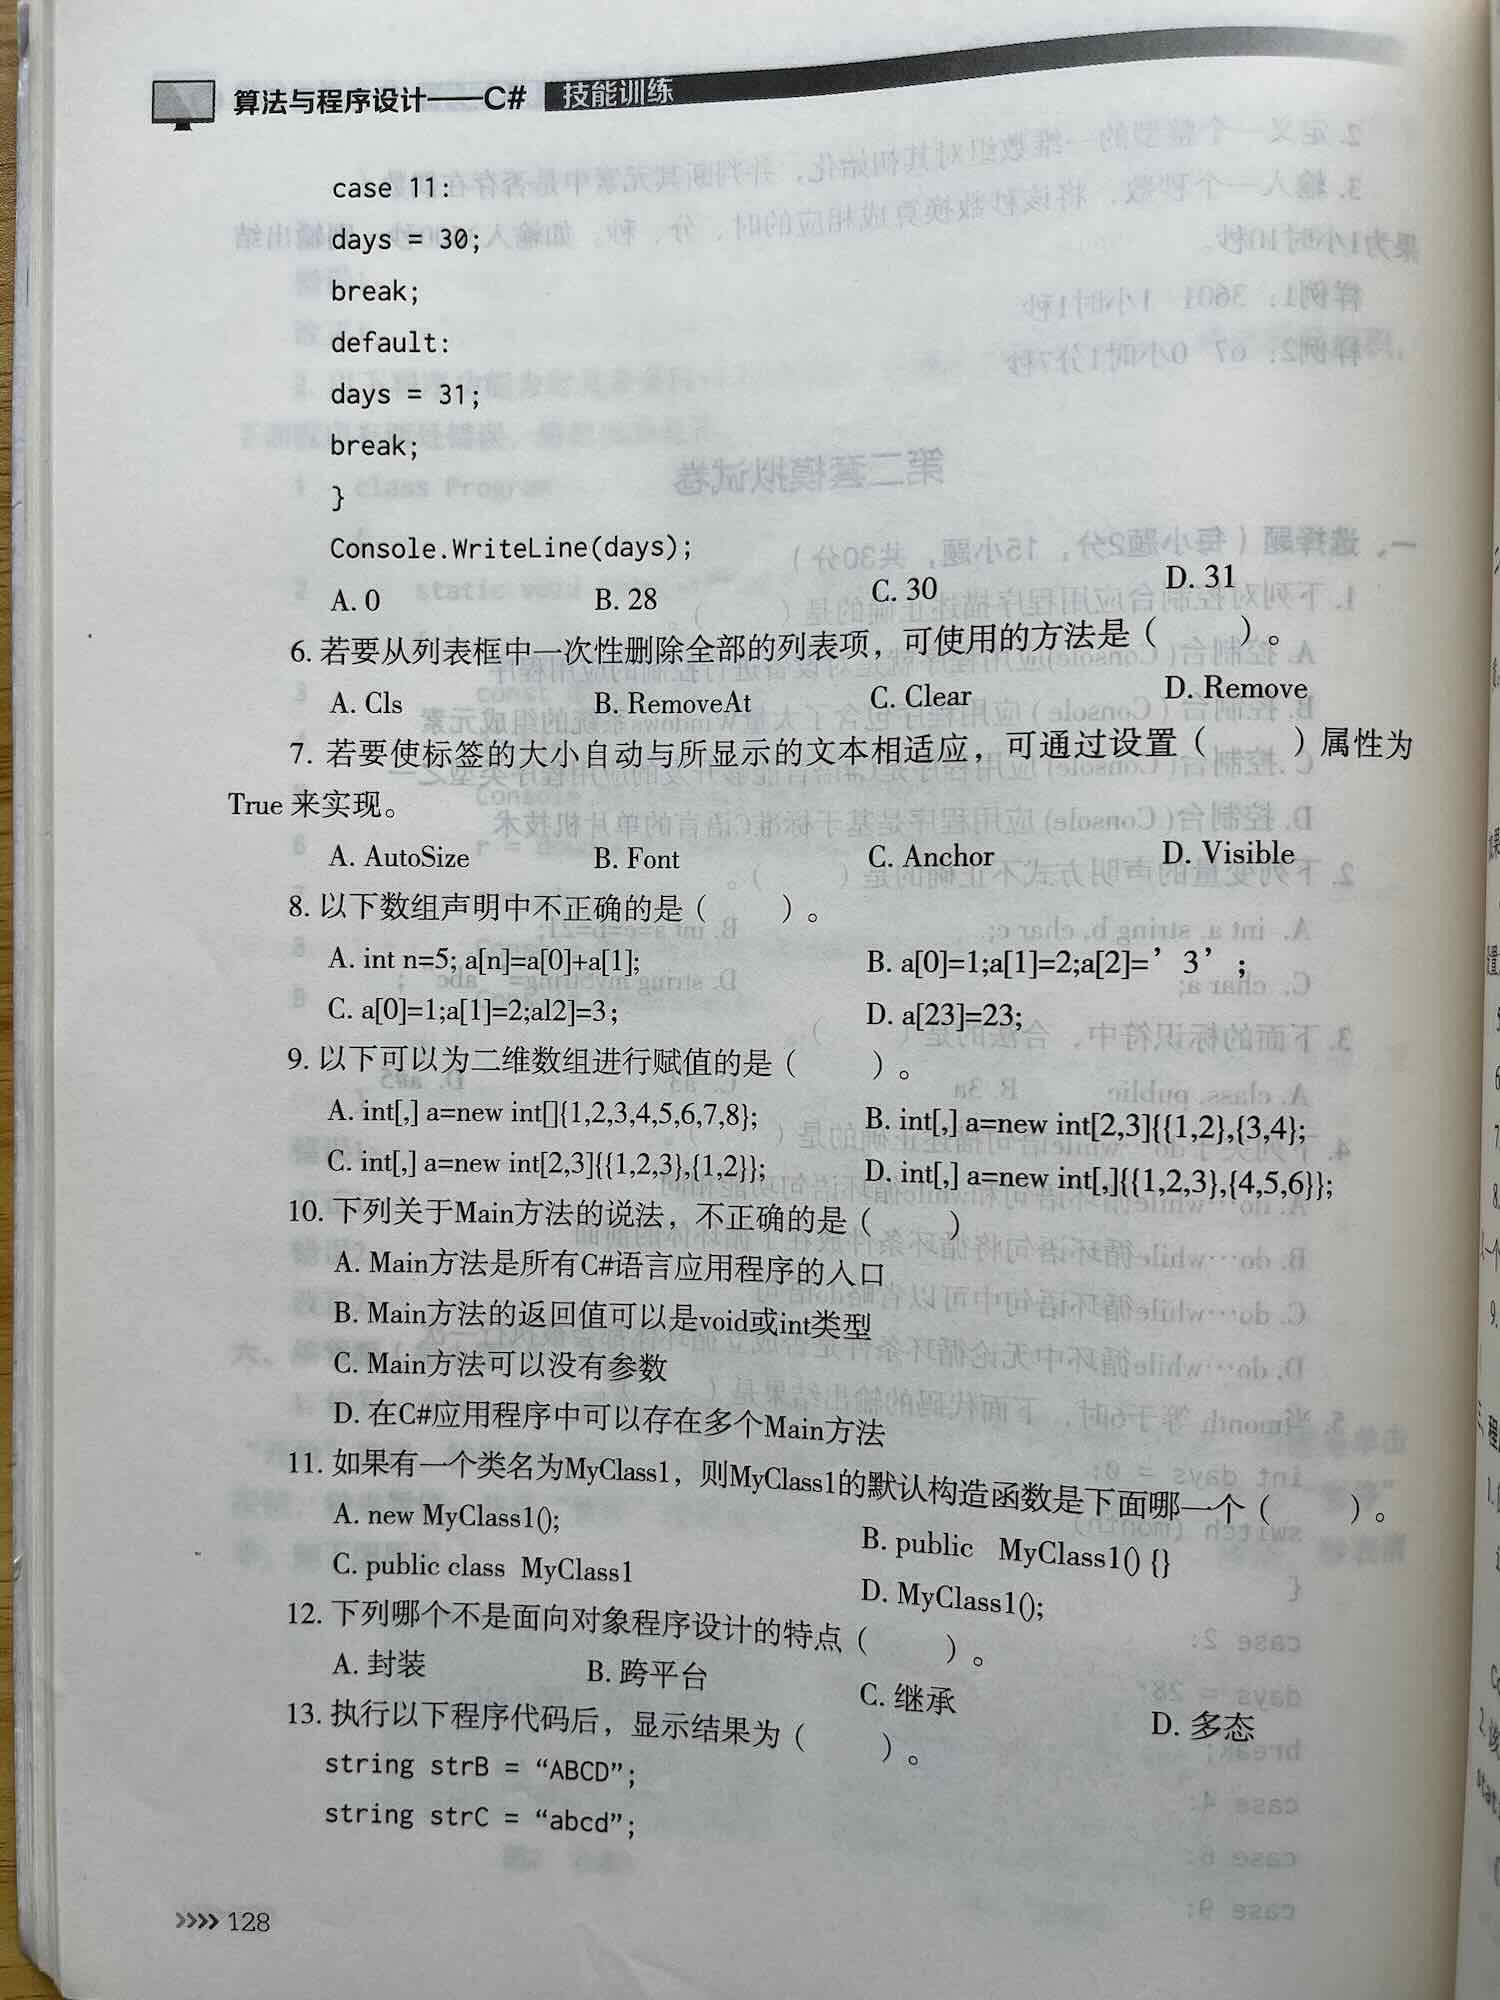 算法与程序设计——C# 技能训练
case 11:
days = 30;
break;
default:
days = 31;
break;
}
Console.WriteLine(days);
A. 0 B. 28 C. 30 D. 31
6. 若要从列表框中一次性删除全部的列表项，可使用的方法是（ ）。
A. Cls B. RemoveAt C. Clear D. Remove
7. 若要使标签的大小自动与所显示的文本相适应，可通过设置（ ）属性为
True 来实现。
A. AutoSize B. Font C. Anchor D. Visible
8. 以下数组声明中不正确的是（ ）。
A. int n=5; a[n]=a[0]+a[1]; B. a[0]=1;a[1]=2;a[2]=’3’;
C. a[0]=1;a[1]=2;al2]=3; D. a[23]=23;
9. 以下可以为二维数组进行赋值的是（ ）。
A. int[,] a=new int[]{1,2,3,4,5,6,7,8}; B. int[,] a=new int[2,3]{{1,2},{3,4};
C. int[,] a=new int[2,3]{{1,2,3},{1,2}}; D. int[,] a=new int[,]{{1,2,3},{4,5,6}};
10. 下列关于Main方法的说法，不正确的是（ ）
A. Main方法是所有C#语言应用程序的入口
B. Main方法的返回值可以是void或int类型
C. Main方法可以没有参数
D. 在C#应用程序中可以存在多个Main方法
11. 如果有一个类名为MyClass1，则MyClass1的默认构造函数是下面哪一个（ ）。
A. new MyClass1(); B. public MyClass1() {}
C. public class MyClass1 D. MyClass1();
12. 下列哪个不是面向对象程序设计的特点（ ）。
A. 封装 B. 跨平台 C. 继承 D. 多态
13. 执行以下程序代码后，显示结果为（ ）。
string strB = “ABCD”;
string strC = “abcd”;
>>>> 128